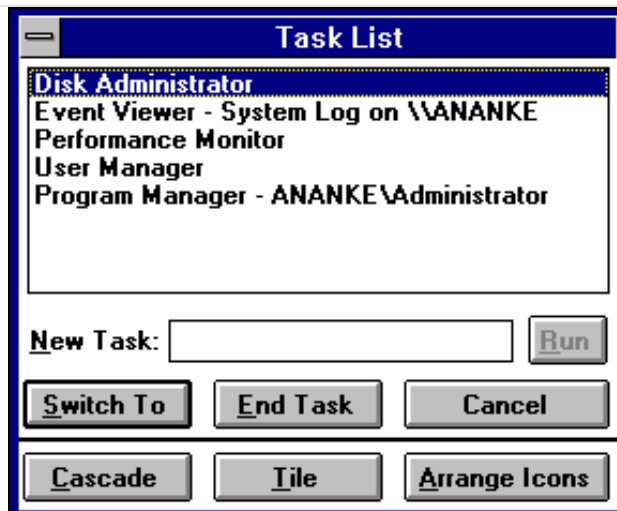 Task List
Disk Administrator
Event Viewer - System Log on \\ANANKE
Performance Monitor
User Manager
Program Manager - ANANKE\Administrator
New Task: Run
Switch To End Task Cancel
Cascade Tile Arrange Icons